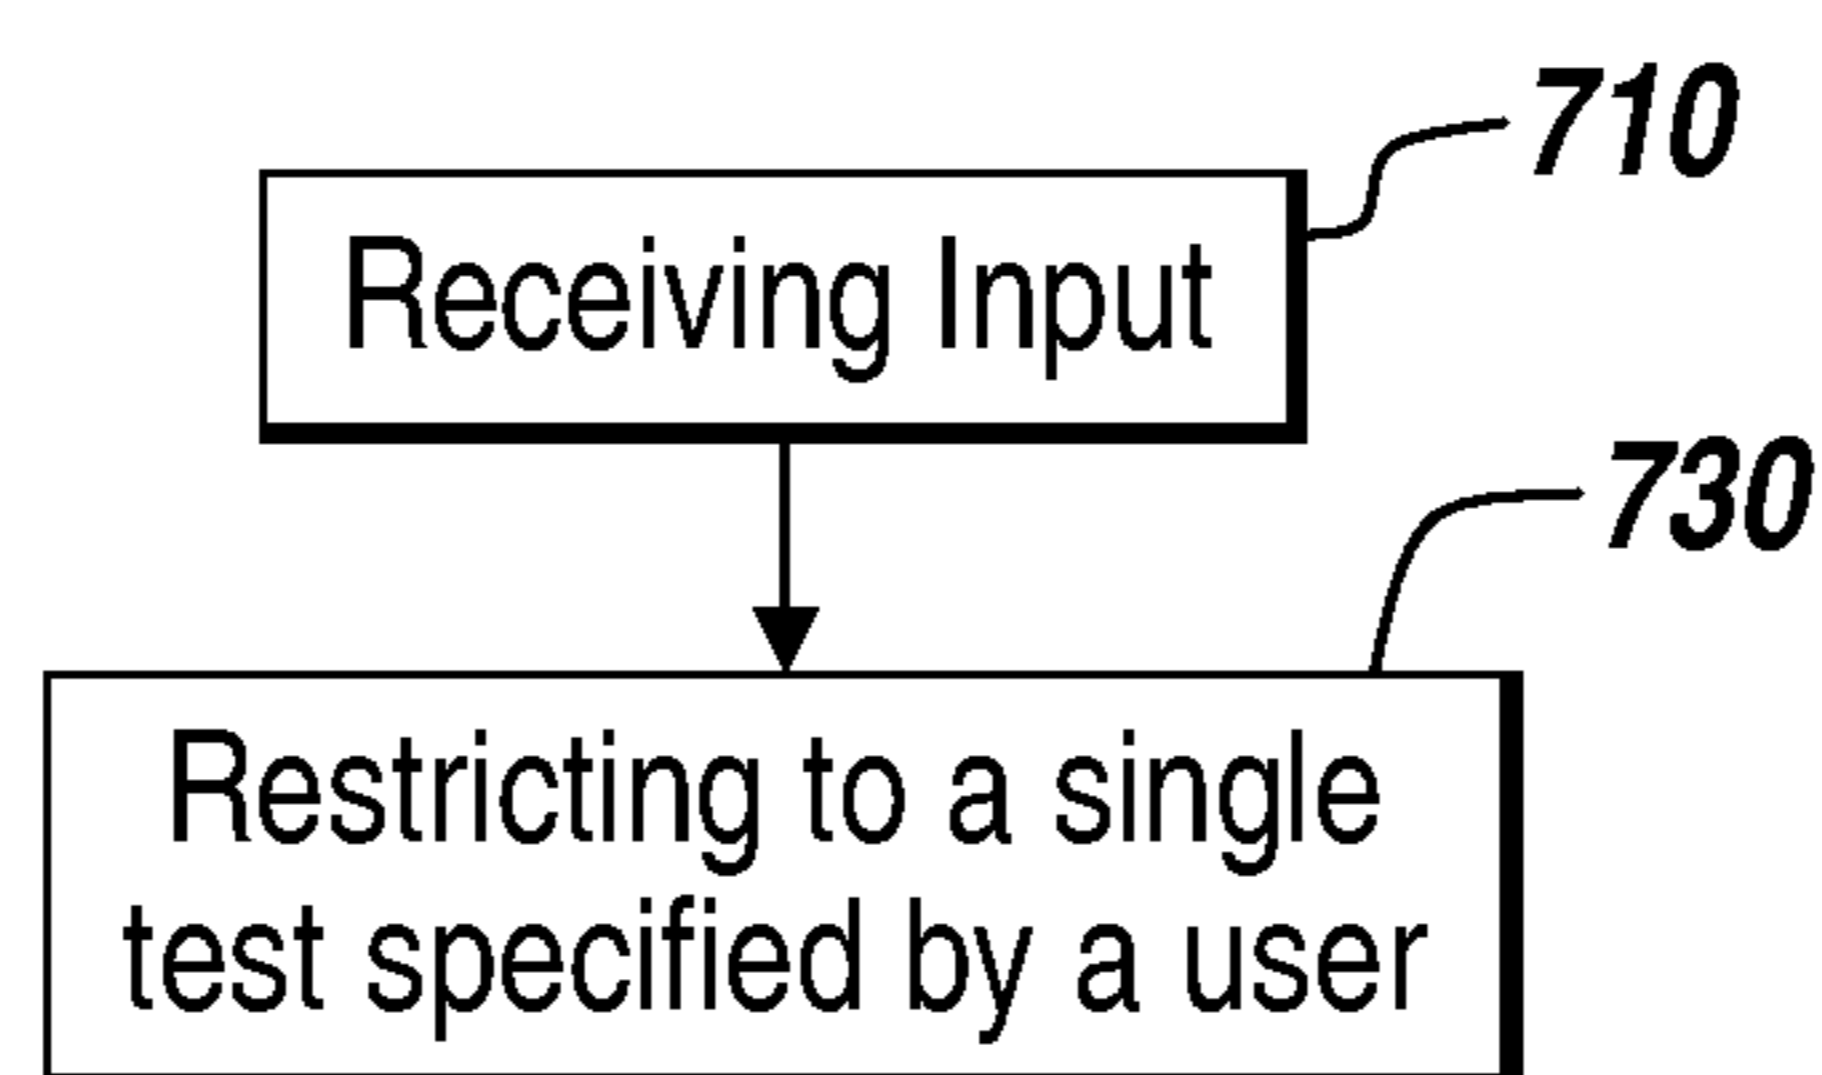 710
Receiving Input
730
Restricting to a single
test specified by a user